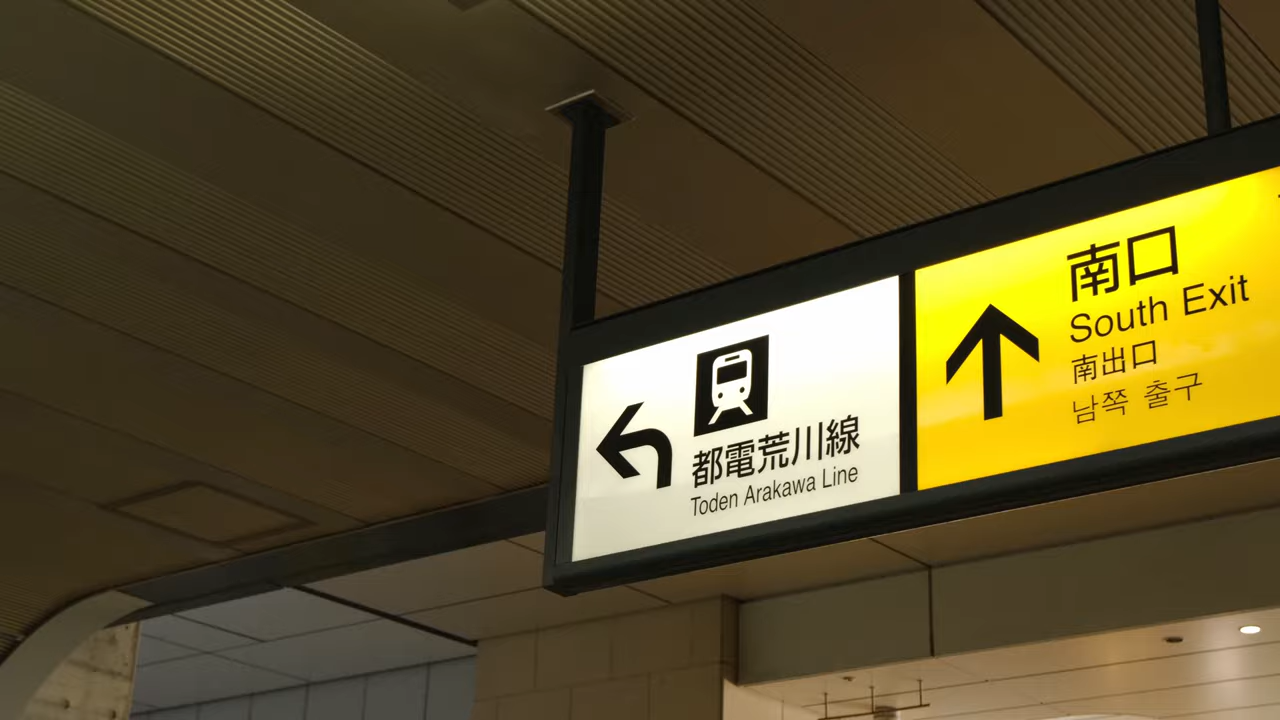 都電荒川線
Toden Arakawa Line
南口
South Exit
南出口
남쪽 출구